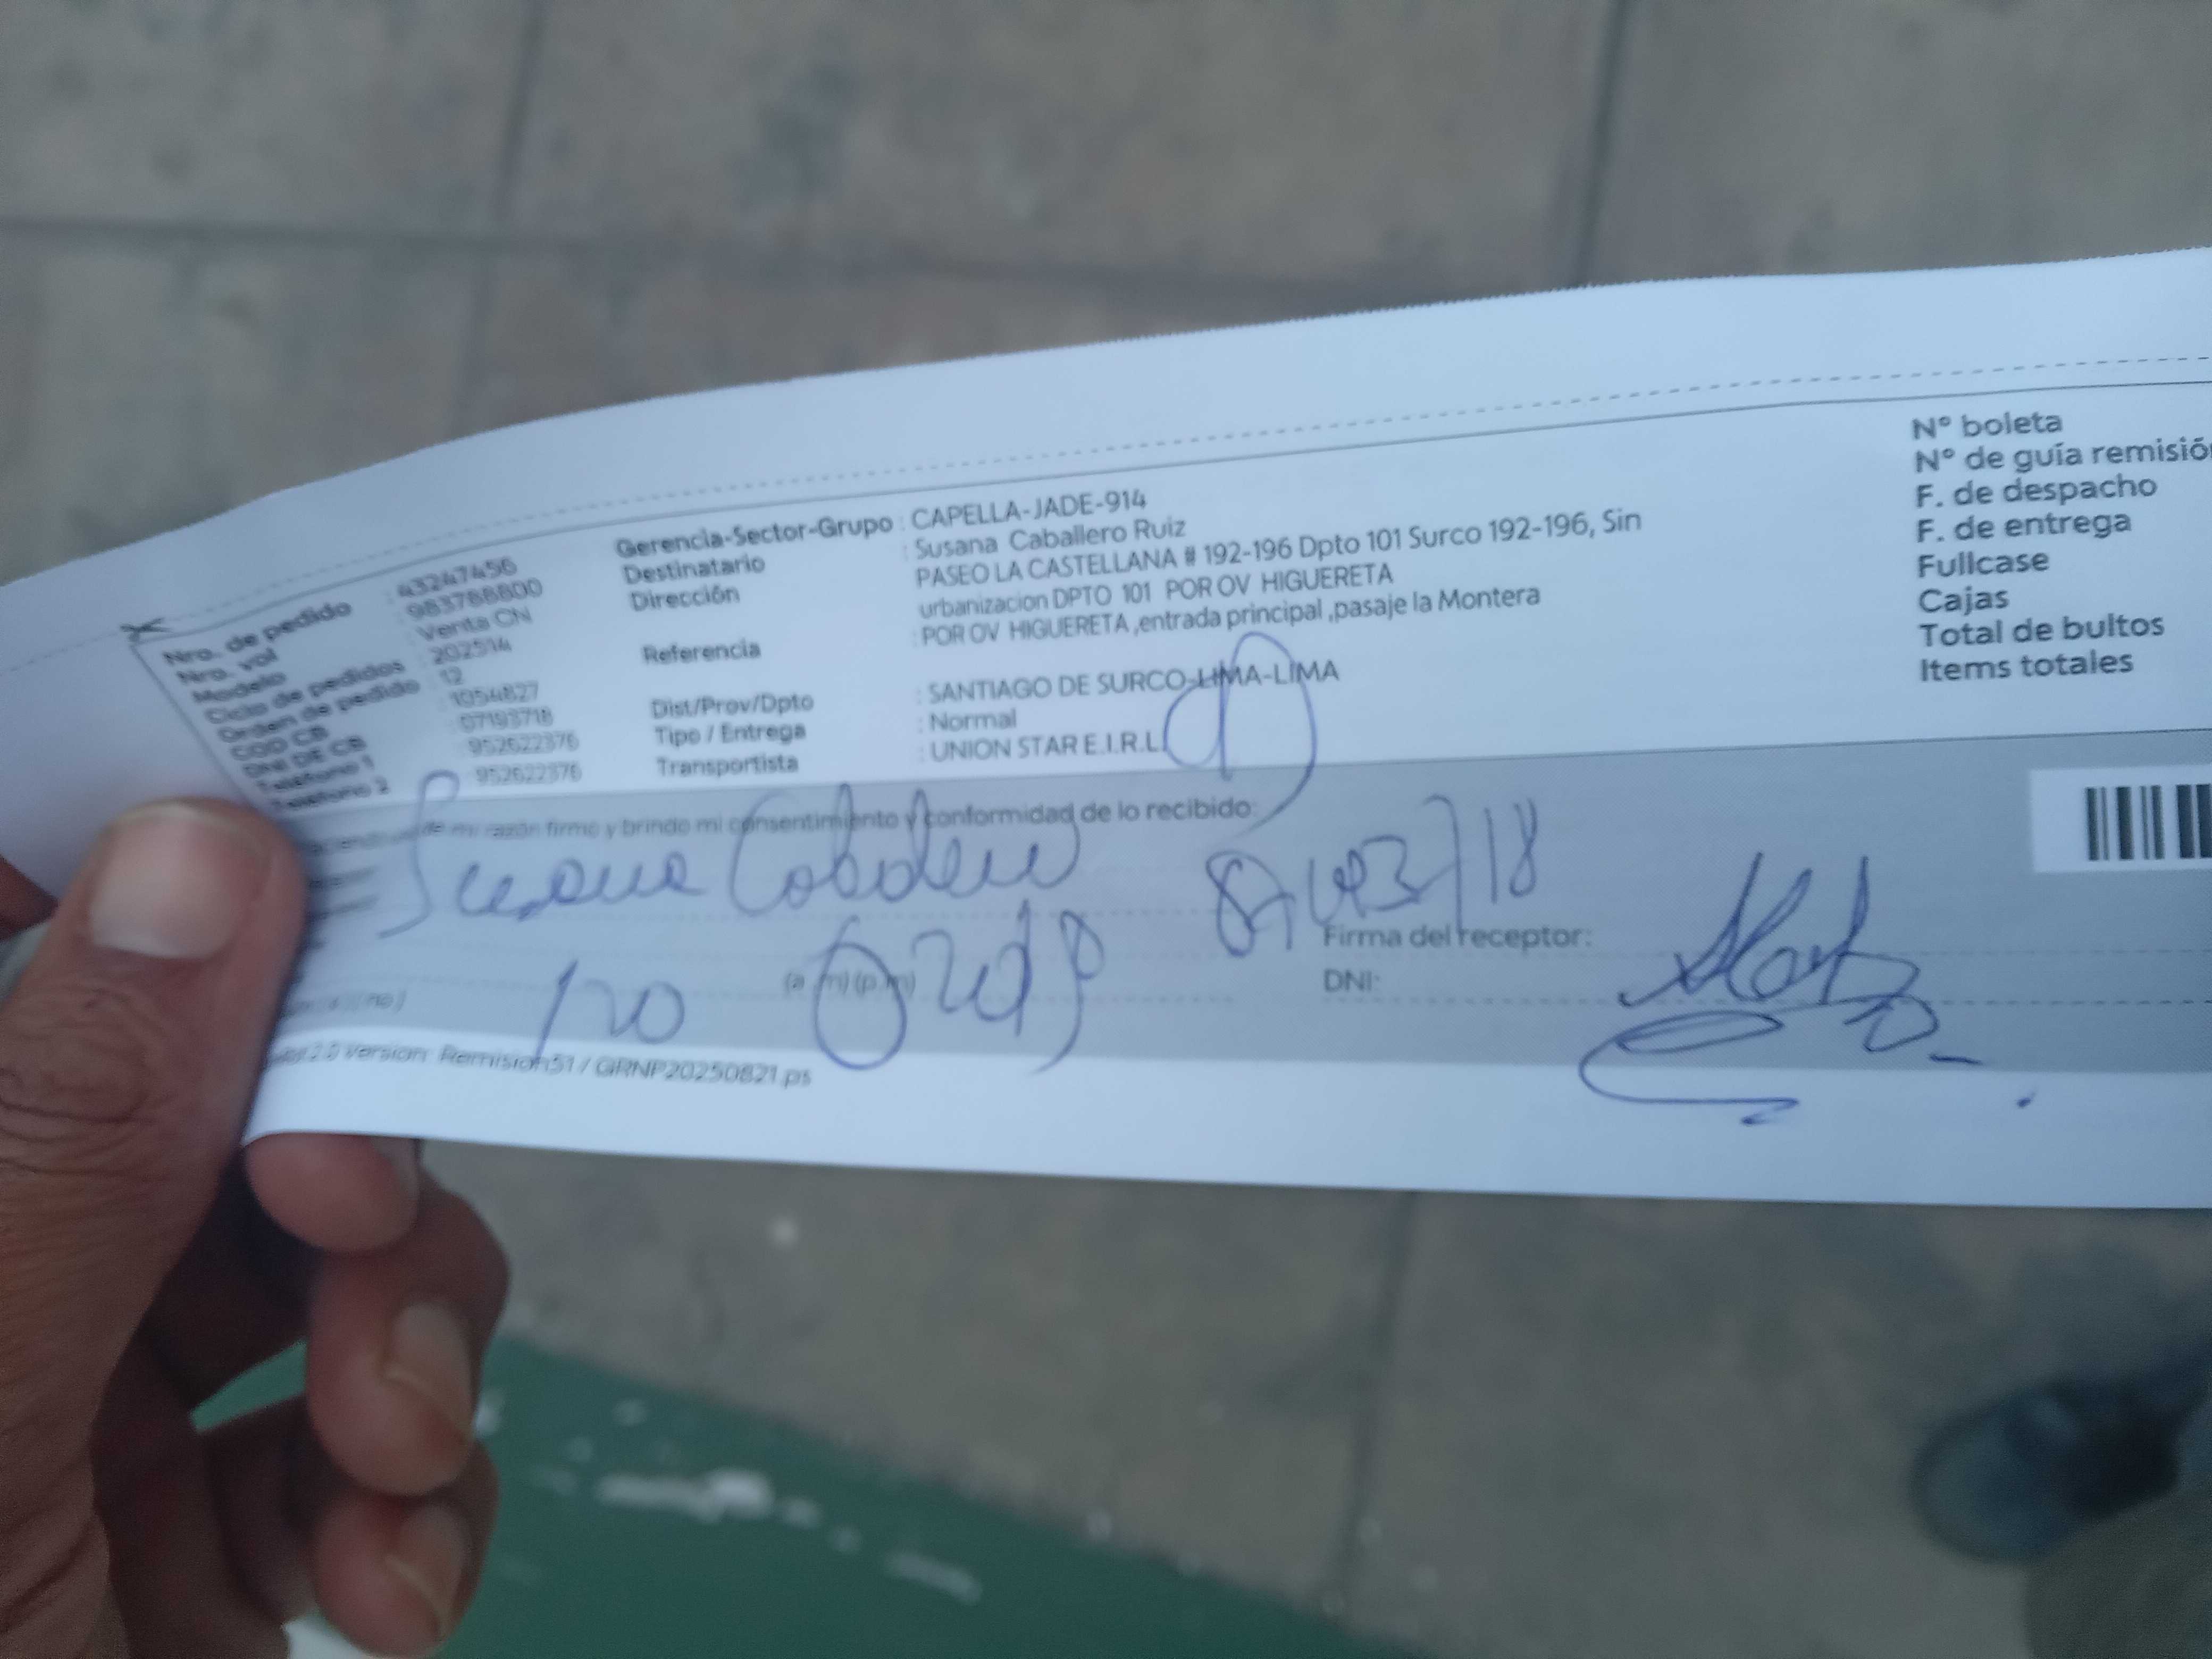 Nro. de pedido : 43247456
Nro. vol : 983788800
Modelo : Venta CN
Ciclo de pedidos : 202514
Orden de pedido : 12
COD CB : 1054827
DNI DE CB : 07193718
Teléfono 1 : 952622376
Teléfono 2 : 952622376
Gerencia-Sector-Grupo : CAPELLA-JADE-914
Destinatario : Susana Caballero Ruiz
Dirección PASEO LA CASTELLANA # 192-196 Dpto 101 Surco 192-196, Sin
urbanizacion DPTO 101 POR OV HIGUERETA
Referencia : POR OV HIGUERETA ,entrada principal ,pasaje la Montera
Dist/Prov/Dpto : SANTIAGO DE SURCO-LIMA-LIMA
Tipo / Entrega : Normal
Transportista : UNION STAR E.I.R.L.
N° boleta
N° de guía remisió
F. de despacho
F. de entrega
Fullcase
Cajas
Total de bultos
Items totales
de mi razón firmo y brindo mi consentimiento y conformidad de lo recibido:
Susana
Firma del receptor:
(a. m) (p. m)
DNI:
no )
2.0 Version: Remision51 / GRNP20250821.ps